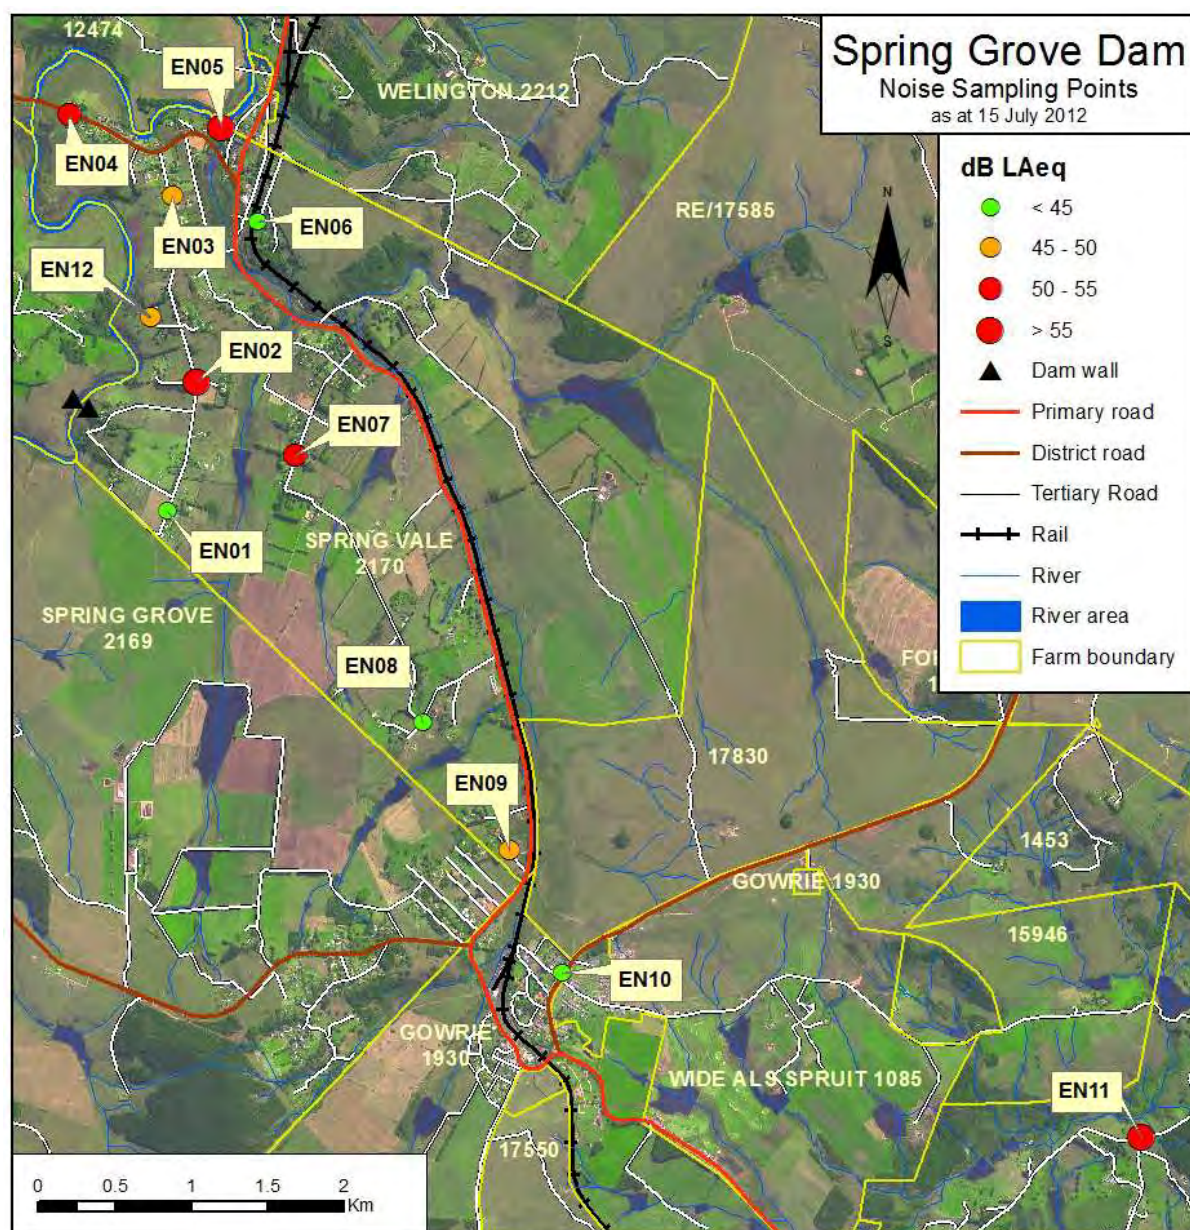 Spring Grove Dam
Noise Sampling Points
as at 15 July 2012
12474
EN05
WELINGTON 2212
EN04
EN03
EN06
RE/17585
EN12
EN02
EN07
EN01
SPRING VALE
2170
SPRING GROVE
2169
EN08
17830
EN09
1453
GOWRIE 1930
15946
EN10
GOWRIE
1930
WIDE ALS SPRUIT 1085
EN11
17550
dB LAeq
< 45
45 - 50
50 - 55
> 55
Dam wall
Primary road
District road
Tertiary Road
Rail
River
River area
Farm boundary
N
S
0 0.5 1 1.5 2
Km